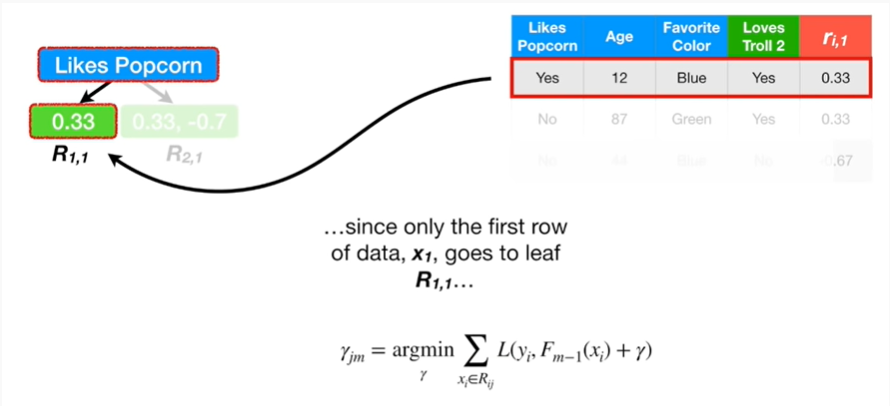 Likes Popcorn
0.33 0.33, -0.7
R1,1 R2,1
Likes Popcorn Age Favorite Color Loves Troll 2 ri,1
Yes 12 Blue Yes 0.33
No 87 Green Yes 0.33
No 44 Blue No -0.67
…since only the first row
of data, x1, goes to leaf
R1,1…
γjm = argmin γ ∑ xi∈Rij L(yi, Fm−1(xi) + γ)